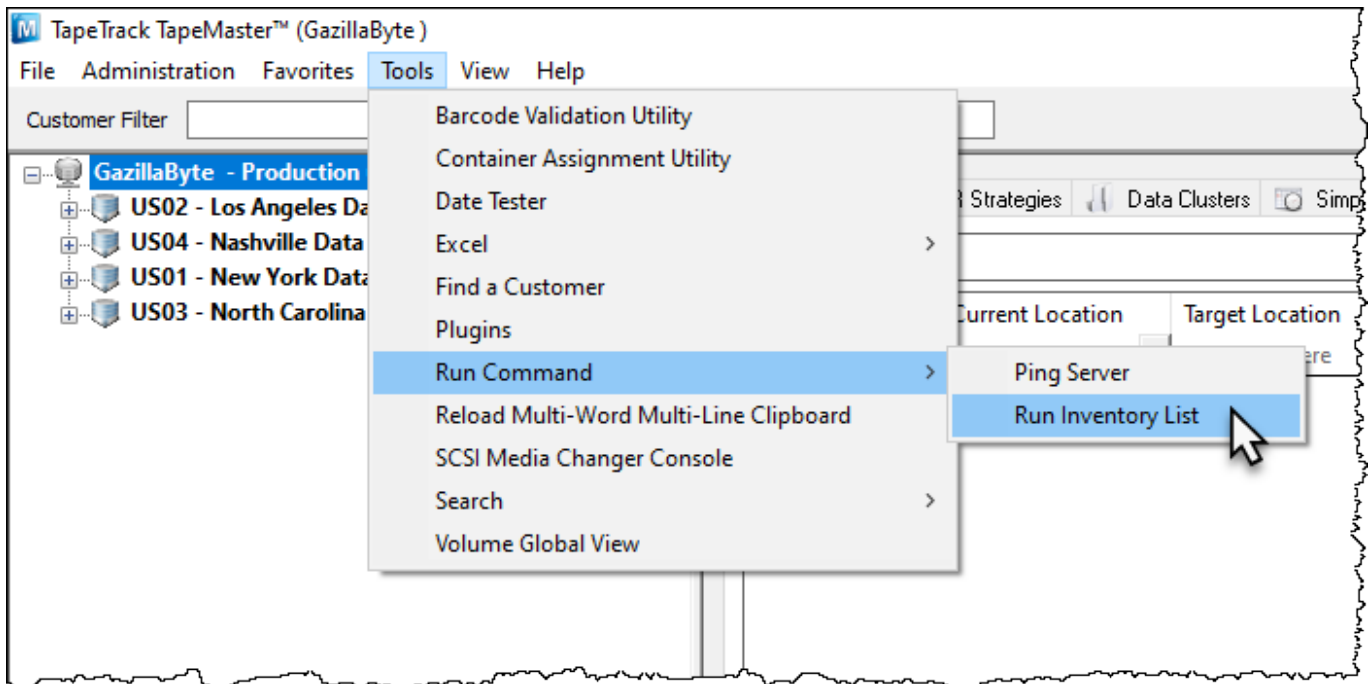 M TapeTrack TapeMaster™ (GazillaByte )
File Administration Favorites Tools View Help
Customer Filter
GazillaByte - Production
US02 - Los Angeles Da
US04 - Nashville Data
US01 - New York Data
US03 - North Carolina
Barcode Validation Utility
Container Assignment Utility
Date Tester
Excel >
Find a Customer
Plugins
Run Command >
Reload Multi-Word Multi-Line Clipboard
SCSI Media Changer Console
Search >
Volume Global View
Ping Server
Run Inventory List
Strategies Data Clusters Simp
Current Location Target Location
ere